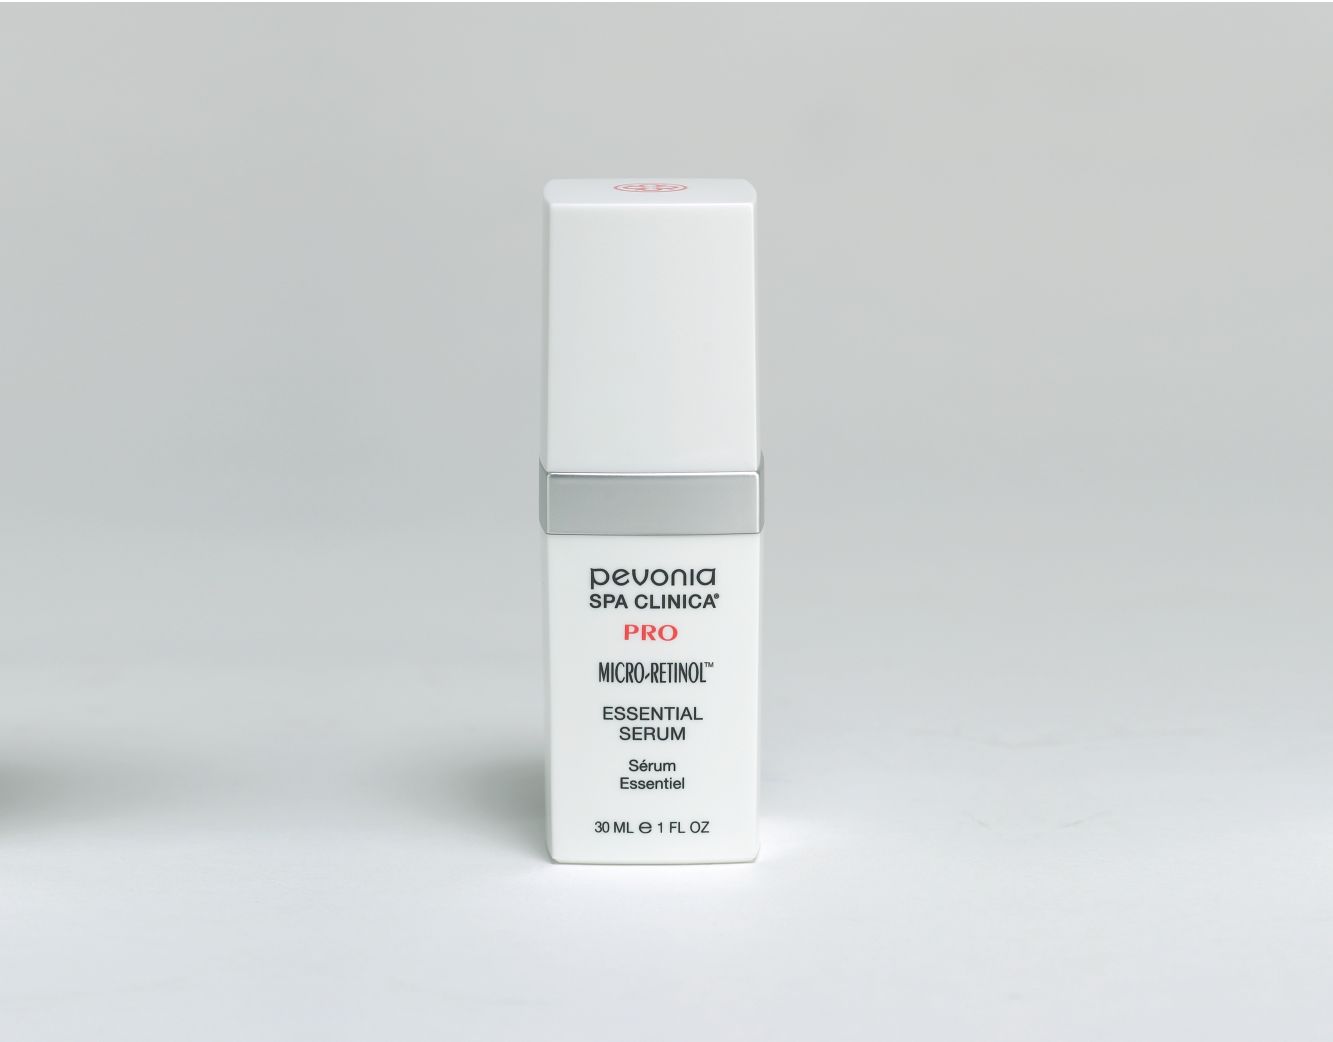 pevonia
SPA CLINICA®
PRO
MICRO-RETINOL™
ESSENTIAL
SERUM
Sérum
Essentiel
30 ML ℮ 1 FL OZ